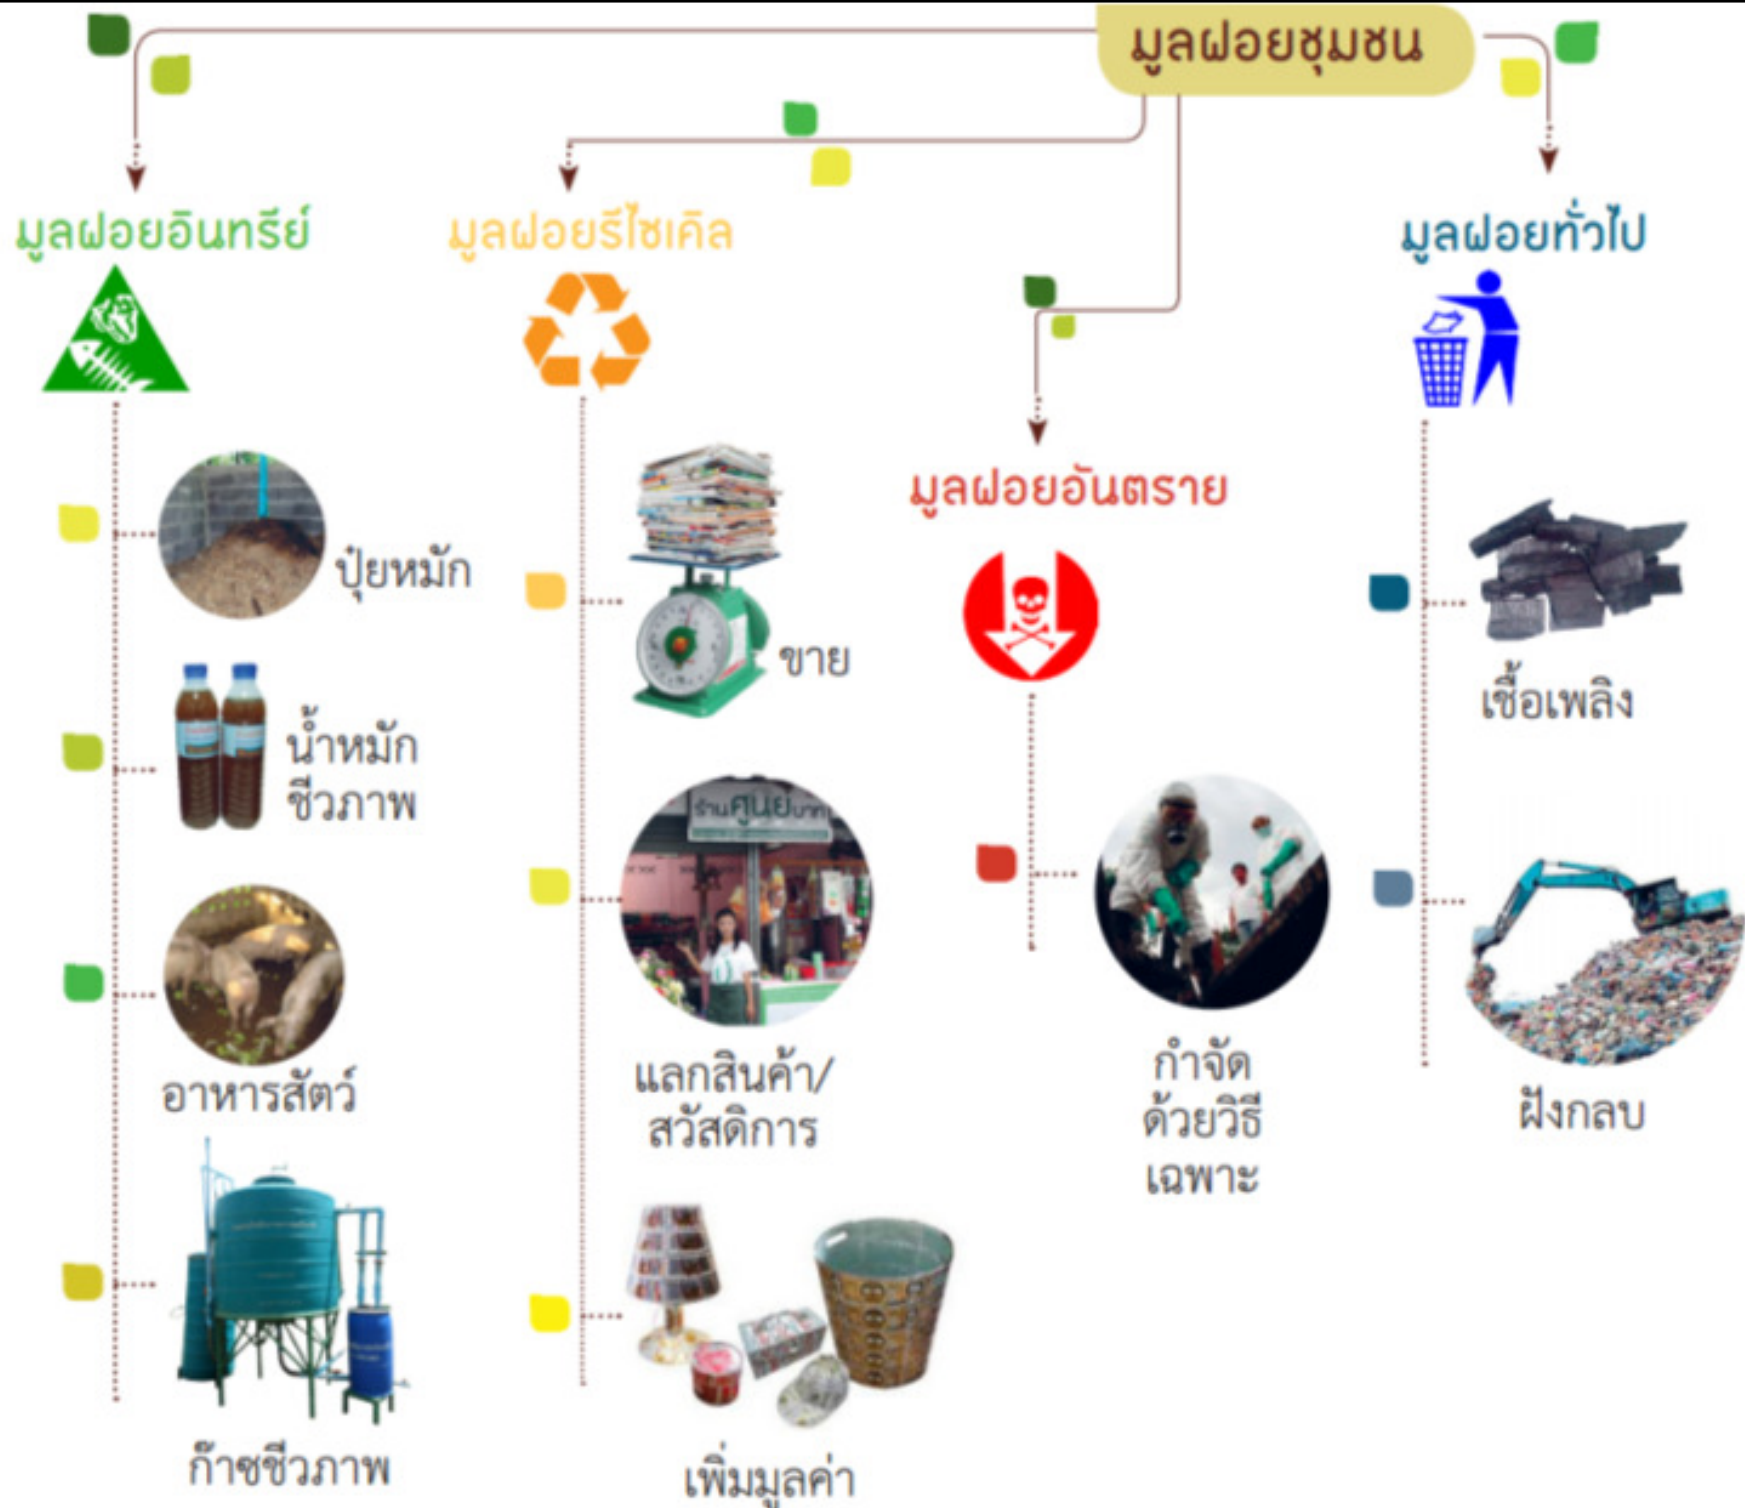 มูลฝอยชุมชน
มูลฝอยอินทรีย์
ปุ๋ยหมัก
น้ำหมัก
ชีวภาพ
อาหารสัตว์
ก๊าซชีวภาพ
มูลฝอยรีไซเคิล
ขาย
ร้านศูนย์บาท
แลกสินค้า/
สวัสดิการ
เพิ่มมูลค่า
มูลฝอยอันตราย
กำจัด
ด้วยวิธี
เฉพาะ
มูลฝอยทั่วไป
เชื้อเพลิง
ฝังกลบ